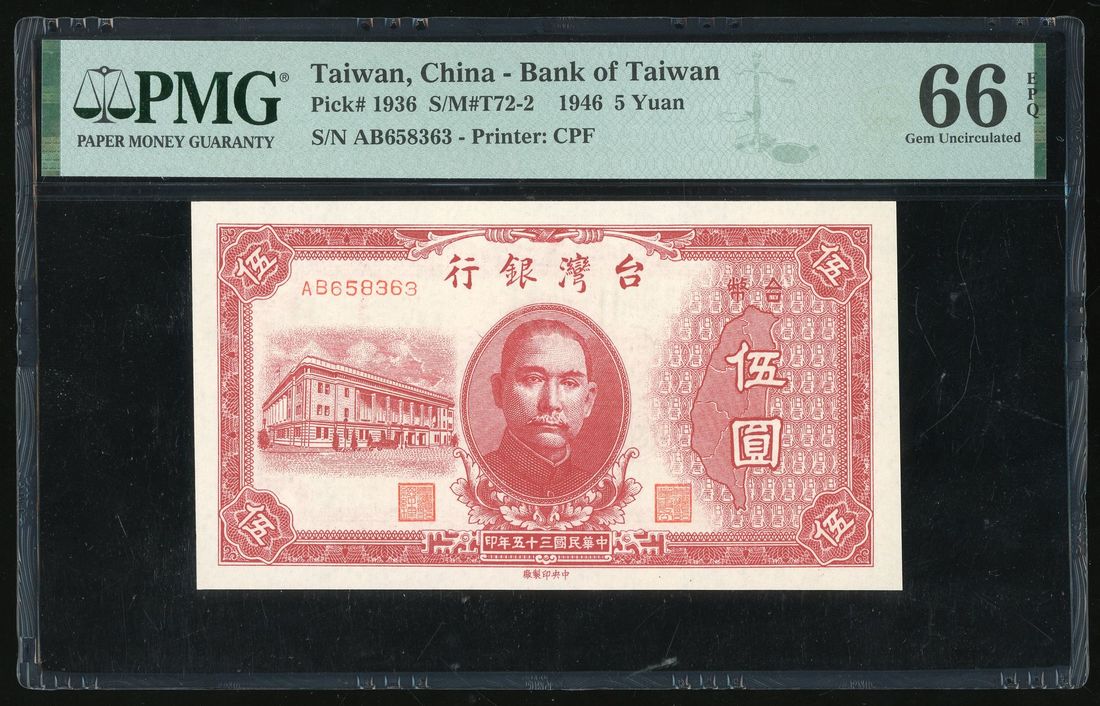 PMG®
PAPER MONEY GUARANTY
Taiwan, China - Bank of Taiwan
Pick# 1936 S/M#T72-2 1946 5 Yuan
S/N AB658363 - Printer: CPF
66
EPQ
Gem Uncirculated
伍
伍
行銀灣台
AB658363
幣台
伍
圓
伍
伍
印年五十三國民華中
廠製印央中